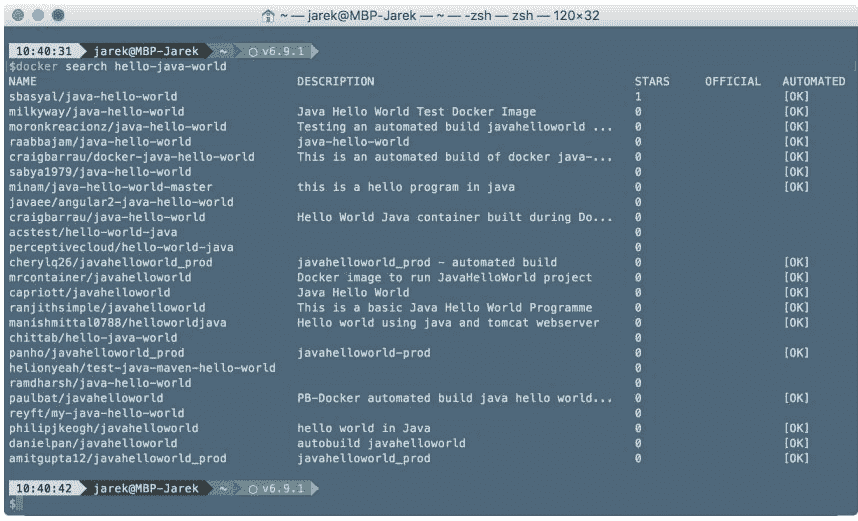 ~ — jarek@MBP-Jarek — ~ — -zsh — zsh — 120×32
10:40:31 jarek@MBP-Jarek ~ v6.9.1
$docker search hello-java-world
NAME DESCRIPTION STARS OFFICIAL AUTOMATED
sbasyal/java-hello-world 1 [OK]
milkyway/java-hello-world Java Hello World Test Docker Image 0 [OK]
moronkreacionz/java-hello-world Testing an automated build javahelloworld ... 0 [OK]
raabbajam/java-hello-world java-hello-world 0 [OK]
craigbarrau/docker-java-hello-world This is an automated build of docker java-... 0 [OK]
sabya1979/java-hello-world 0 [OK]
minam/java-hello-world-master this is a hello program in java 0 [OK]
javaee/angular2-java-hello-world 0
craigbarrau/java-hello-world Hello World Java container built during Do... 0
acstest/hello-world-java 0
perceptivecloud/hello-world-java 0
cherylq26/javahelloworld_prod javahelloworld_prod - automated build 0 [OK]
mrcontainer/javahelloworld Docker image to run JavaHelloWorld project 0 [OK]
capriott/javahelloworld Java Hello World 0 [OK]
ranjithsimple/javahelloworld This is a basic Java Hello World Programme 0 [OK]
manishmittal0788/helloworldjava Hello world using java and tomcat webserver 0 [OK]
chittab/hello-java-world 0
panho/javahelloworld_prod javahelloworld-prod 0 [OK]
helionyeah/test-java-maven-hello-world 0
ramdharsh/java-hello-world 0
paulbat/javahelloworld PB-Docker automated build java hello world... 0 [OK]
reyft/my-java-hello-world 0
philipjkeogh/javahelloworld hello world in Java 0 [OK]
danielpan/javahelloworld autobuild javahelloworld 0 [OK]
amitgupta12/javahelloworld_prod javahelloworld_prod 0 [OK]
10:40:42 jarek@MBP-Jarek ~ v6.9.1
$